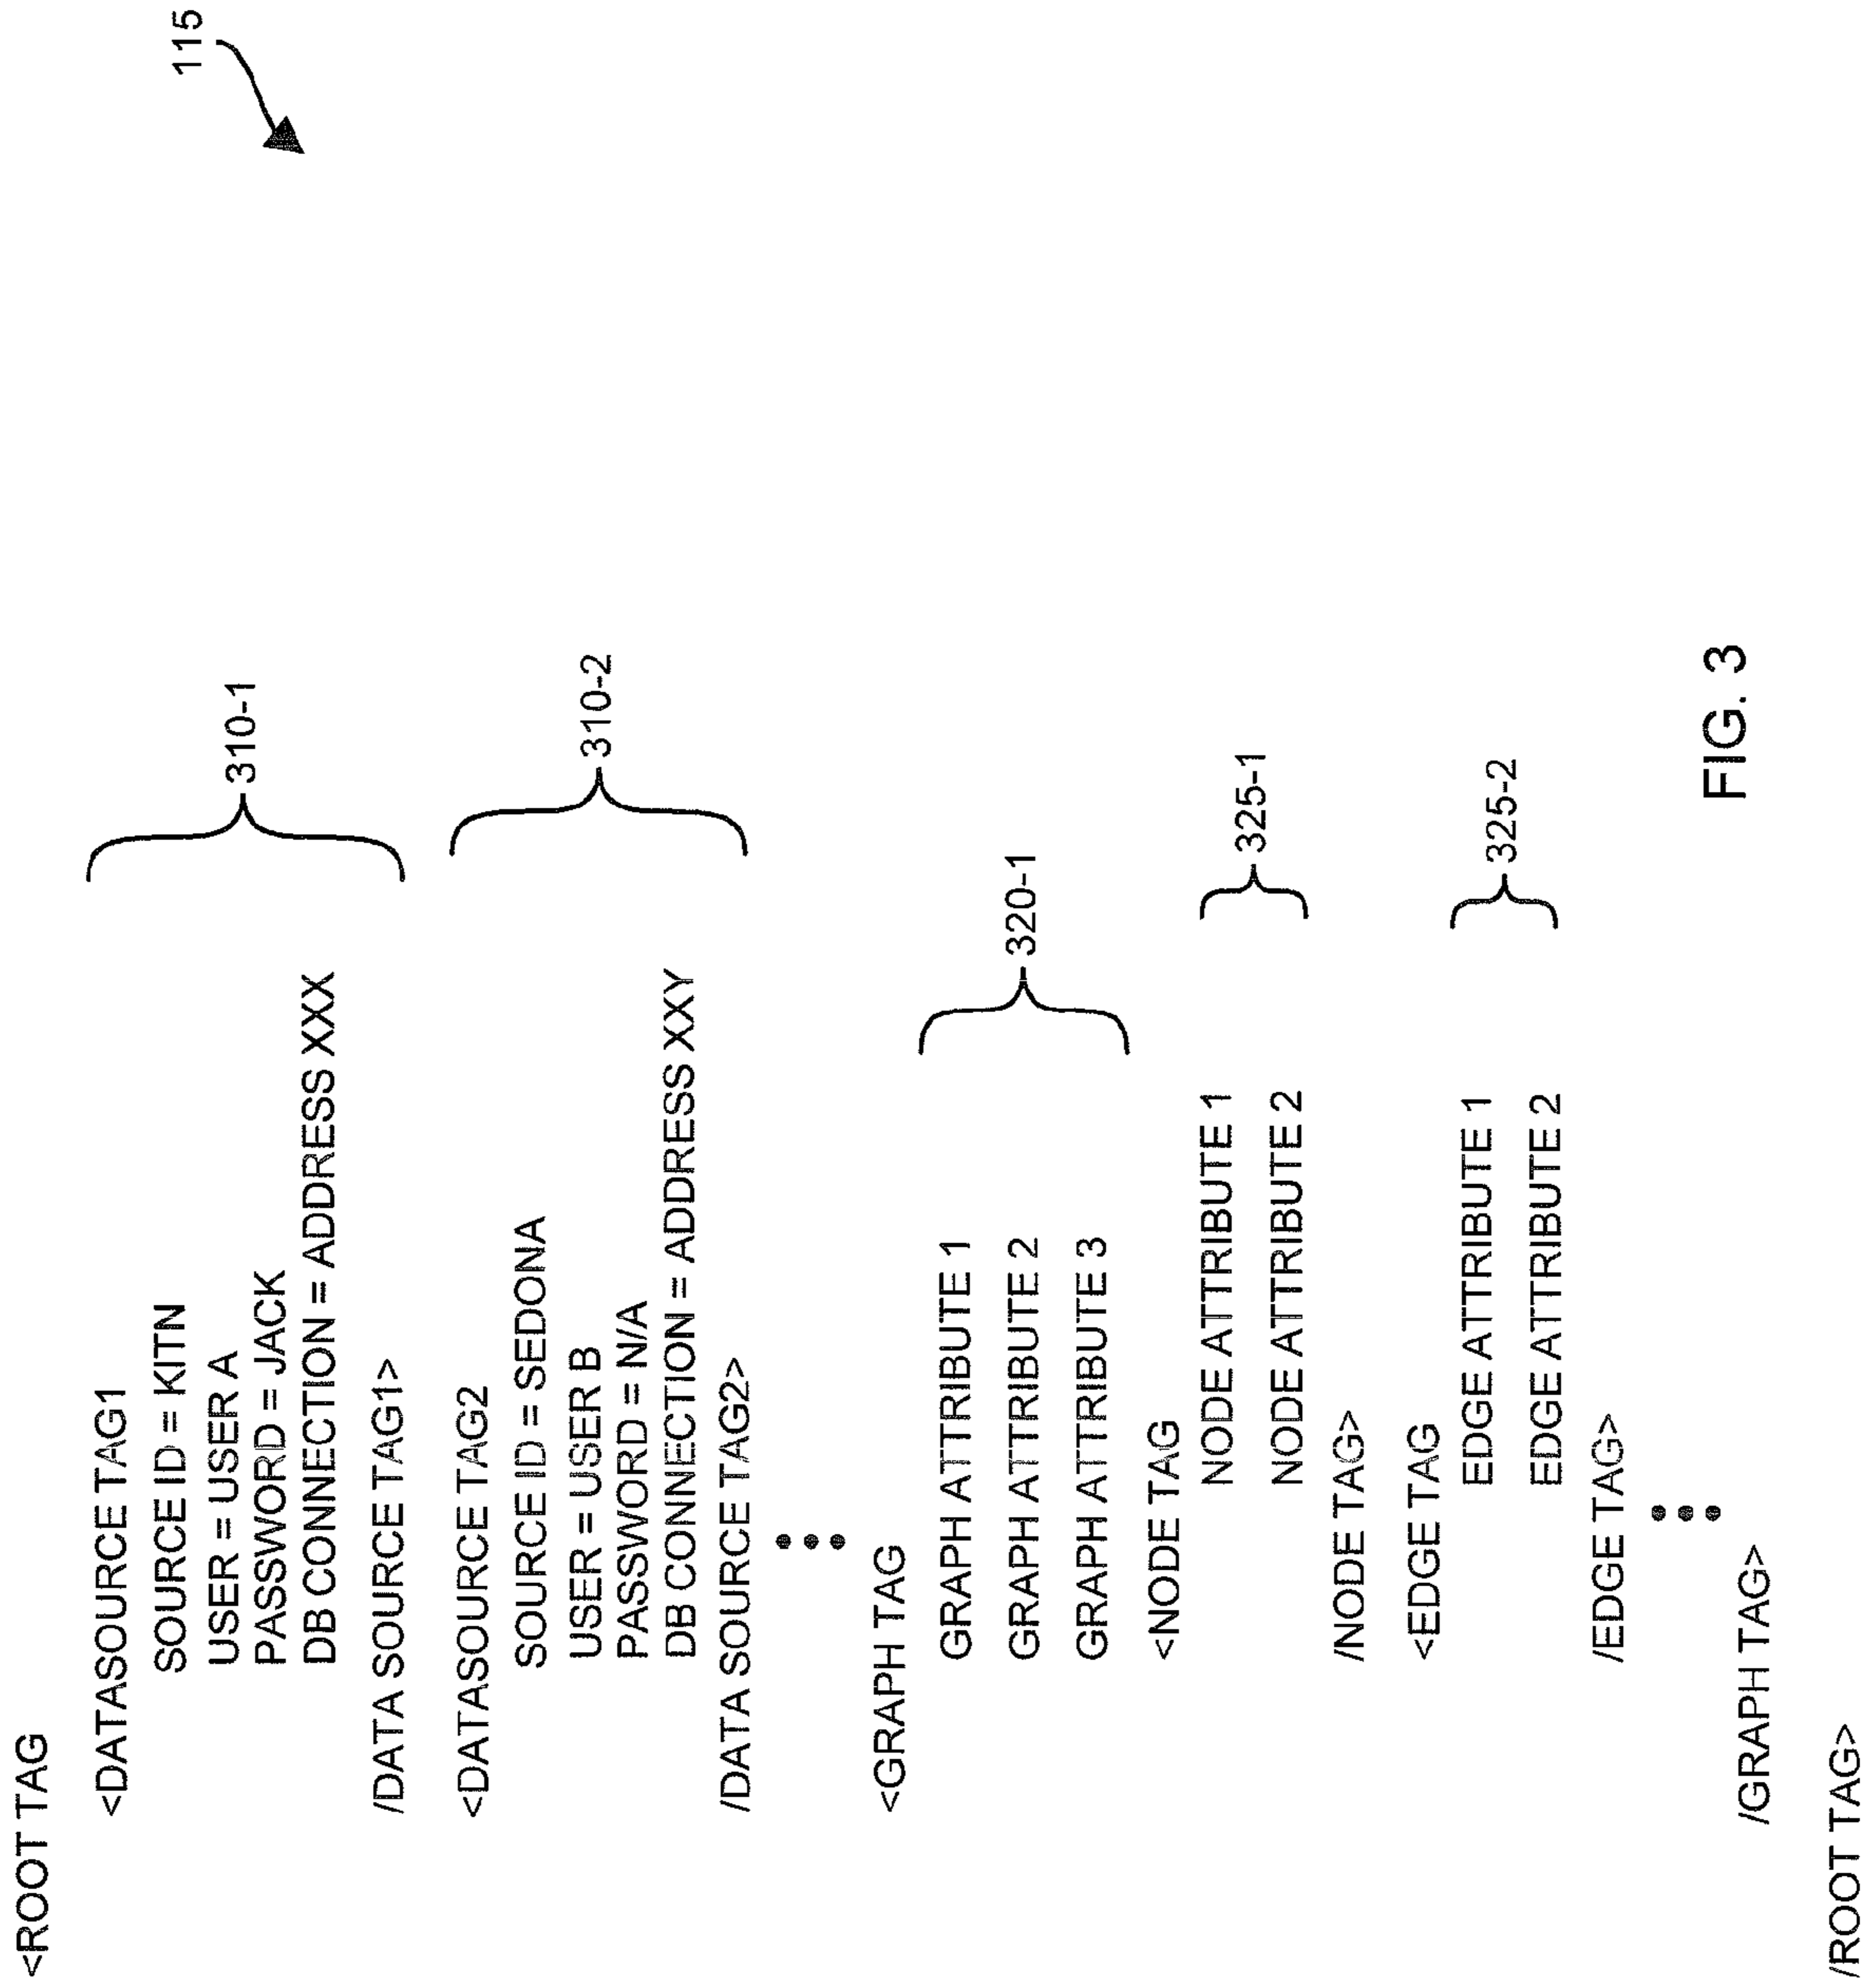 115
<ROOT TAG
<DATASOURCE TAG1
SOURCE ID = KITN
USER = USER A
PASSWORD = JACK
DB CONNECTION = ADDRESS XXX
/DATA SOURCE TAG1>
310-1
<DATASOURCE TAG2
SOURCE ID = SEDONA
USER = USER B
PASSWORD = N/A
DB CONNECTION = ADDRESS XXY
/DATA SOURCE TAG2>
310-2
<GRAPH TAG
GRAPH ATTRIBUTE 1
GRAPH ATTRIBUTE 2
GRAPH ATTRIBUTE 3
320-1
<NODE TAG
NODE ATTRIBUTE 1
NODE ATTRIBUTE 2
325-1
/NODE TAG>
<EDGE TAG
EDGE ATTRIBUTE 1
EDGE ATTRIBUTE 2
325-2
/EDGE TAG>
/GRAPH TAG>
/ROOT TAG>
FIG. 3